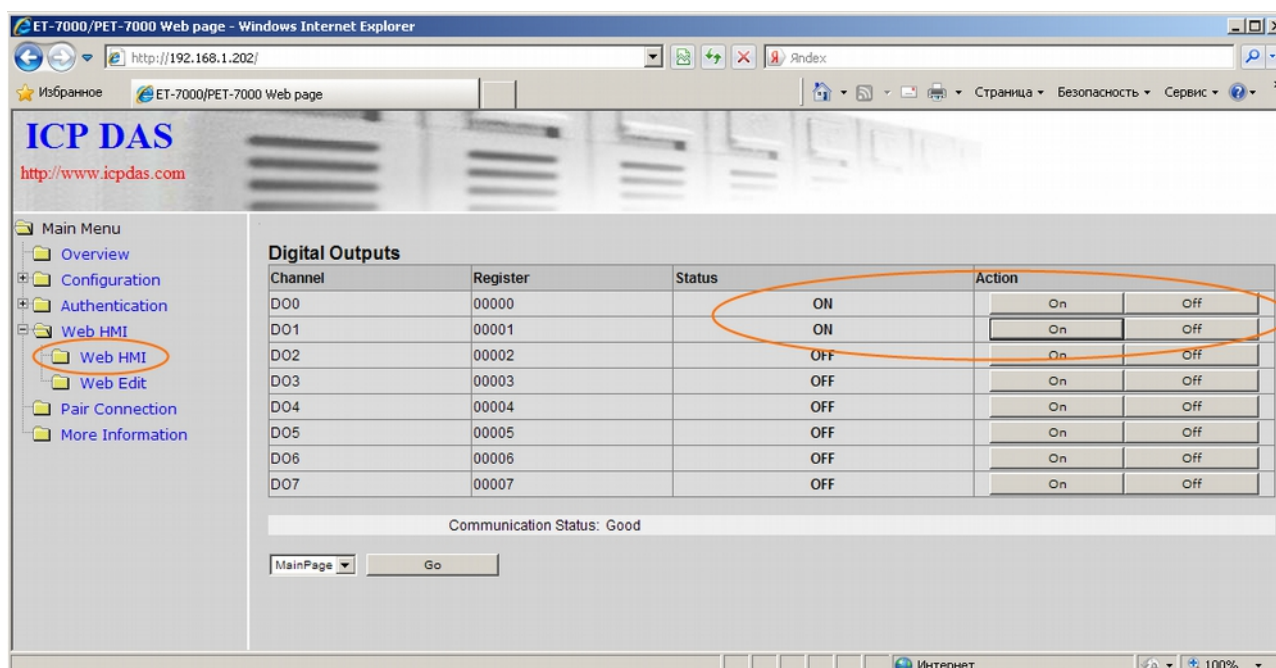 ET-7000/PET-7000 Web page - Windows Internet Explorer
http://192.168.1.202/
Яндех
Избранное ET-7000/PET-7000 Web page Страница Безопасность Сервис
ICP DAS
http://www.icpdas.com
Main Menu
Overview
Configuration
Authentication
Web HMI
Web HMI
Web Edit
Pair Connection
More Information
Digital Outputs
Channel Register Status Action
DO0 00000 ON On Off
DO1 00001 ON On Off
DO2 00002 OFF On Off
DO3 00003 OFF On Off
DO4 00004 OFF On Off
DO5 00005 OFF On Off
DO6 00006 OFF On Off
DO7 00007 OFF On Off
Communication Status: Good
MainPage Go
Интернет 100%